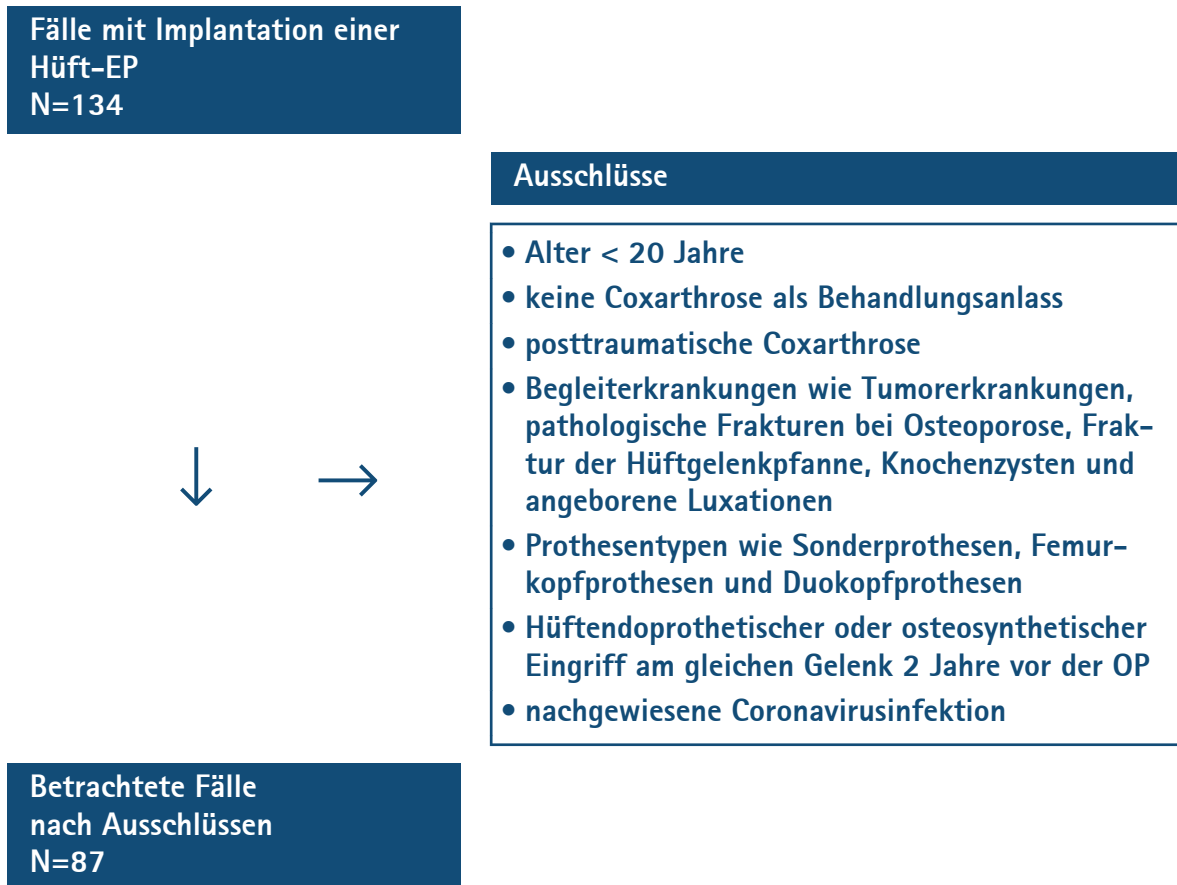 Fälle mit Implantation einer
Hüft-EP
N=134
Ausschlüsse
• Alter < 20 Jahre
• keine Coxarthrose als Behandlungsanlass
• posttraumatische Coxarthrose
• Begleiterkrankungen wie Tumorerkrankungen,
pathologische Frakturen bei Osteoporose, Frak-
tur der Hüftgelenkpfanne, Knochenzysten und
angeborene Luxationen
• Prothesentypen wie Sonderprothesen, Femur-
kopfprothesen und Duokopfprothesen
• Hüftendoprothetischer oder osteosynthetischer
Eingriff am gleichen Gelenk 2 Jahre vor der OP
• nachgewiesene Coronavirusinfektion
Betrachtete Fälle
nach Ausschlüssen
N=87